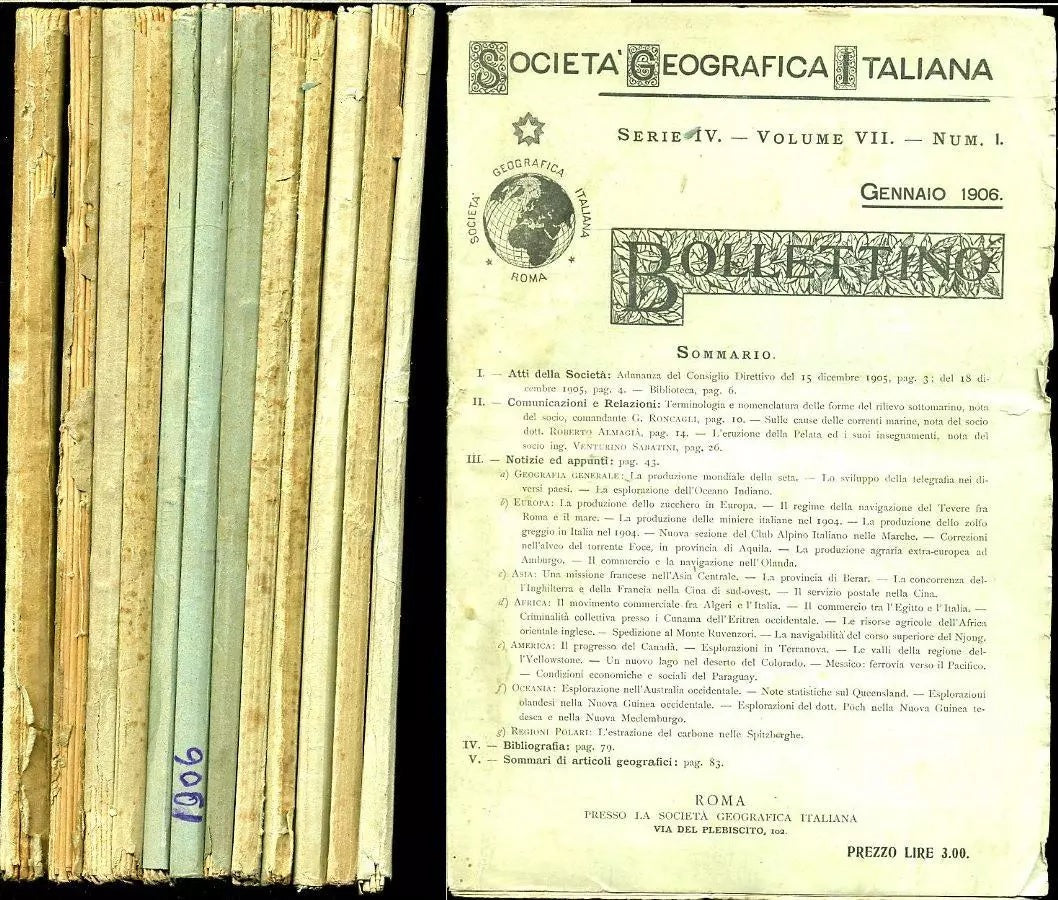 1906
SOCIETA' GEOGRAFICA ITALIANA
SERIE IV. — VOLUME VII. — NUM. I.
GENNAIO 1906.
SOCIETA' GEOGRAFICA ITALIANA
ROMA
BOLLETTINO
SOMMARIO.
I. — Atti della Società: Adunanza del Consiglio Direttivo del 15 dicembre 1905, pag. 3; del 18 di-
cembre 1905, pag. 4. — Biblioteca, pag. 6.
II. — Comunicazioni e Relazioni: Terminologia e nomenclatura delle forme del rilievo sottomarino, nota
del socio, comandante G. RONCAGLI, pag. 10. — Sulle cause delle correnti marine, nota del socio
dott. ROBERTO ALMAGIÀ, pag. 14. — L'eruzione della Pelata ed i suoi insegnamenti, nota del
socio ing. VENTURINO SABATINI, pag. 26.
III. — Notizie ed appunti: pag. 43.
a) GEOGRAFIA GENERALE: La produzione mondiale della seta. — Lo sviluppo della telegrafia nei di-
versi paesi. — La esplorazione dell'Oceano Indiano.
b) EUROPA: La produzione dello zucchero in Europa. — Il regime della navigazione del Tevere fra
Roma e il mare. — La produzione delle miniere italiane nel 1904. — La produzione dello zolfo
greggio in Italia nel 1904. — Nuova sezione del Club Alpino Italiano nelle Marche. — Correzioni
nell'alveo del torrente Foce, in provincia di Aquila. — La produzione agraria extra-europea ad
Amburgo. — Il commercio e la navigazione nell'Olanda.
c) ASIA: Una missione francese nell'Asia Centrale. — La provincia di Berar. — La concorrenza del-
l'Inghilterra e della Francia nella Cina di sud-ovest. — Il servizio postale nella Cina.
d) AFRICA: Il movimento commerciale fra Algeri e l'Italia. — Il commercio tra l'Egitto e l'Italia. —
Criminalità collettiva presso i Cunama dell'Eritrea occidentale. — Le risorse agricole dell'Africa
orientale inglese. — Spedizione al Monte Ruvenzori. — La navigabilità del corso superiore del Njong.
e) AMERICA: Il progresso del Canadà. — Esplorazioni in Terranova. — Le valli della regione del-
l'Yellowstone. — Un nuovo lago nel deserto del Colorado. — Messico: ferrovia verso il Pacifico.
— Condizioni economiche e sociali del Paraguay.
f) OCEANIA: Esplorazione nell'Australia occidentale. — Note statistiche sul Queensland. — Esplorazioni
olandesi nella Nuova Guinea occidentale. — Esplorazioni del dott. Pöch nella Nuova Guinea te-
desca e nella Nuova Meclemburgo.
g) REGIONI POLARI: L'estrazione del carbone nelle Spitzberghe.
IV. — Bibliografia: pag. 79.
V. — Sommari di articoli geografici: pag. 83.
ROMA
PRESSO LA SOCIETÀ GEOGRAFICA ITALIANA
VIA DEL PLEBISCITO, 102.
PREZZO LIRE 3.00.